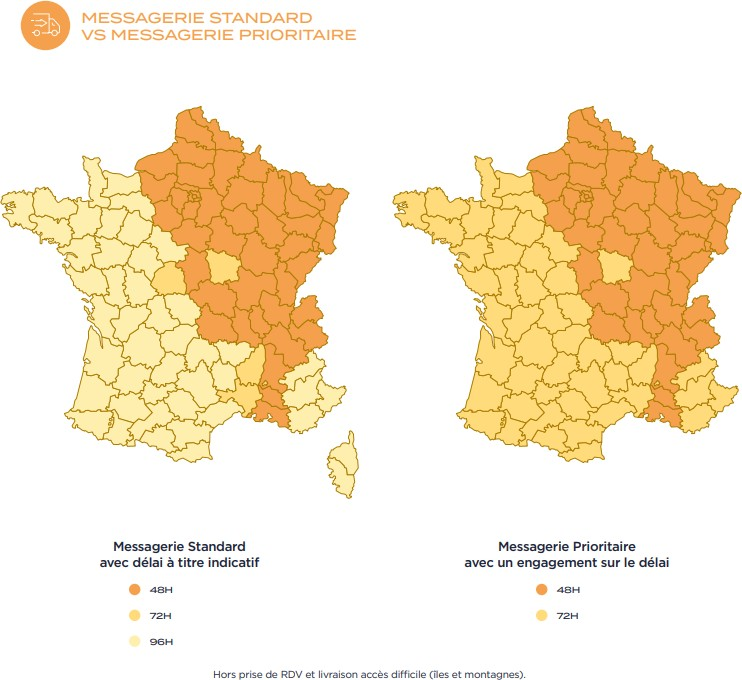 MESSAGERIE STANDARD
VS MESSAGERIE PRIORITAIRE
Messagerie Standard
avec délai à titre indicatif
48H
72H
96H
Messagerie Prioritaire
avec un engagement sur le délai
48H
72H
Hors prise de RDV et livraison accès difficile (îles et montagnes).